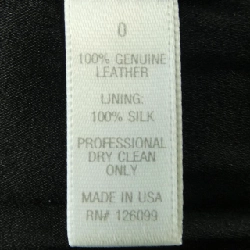 0
100% GENUINE
LEATHER
LINING:
100% SILK
PROFESSIONAL
DRY CLEAN
ONLY
MADE IN USA
RN# 126099